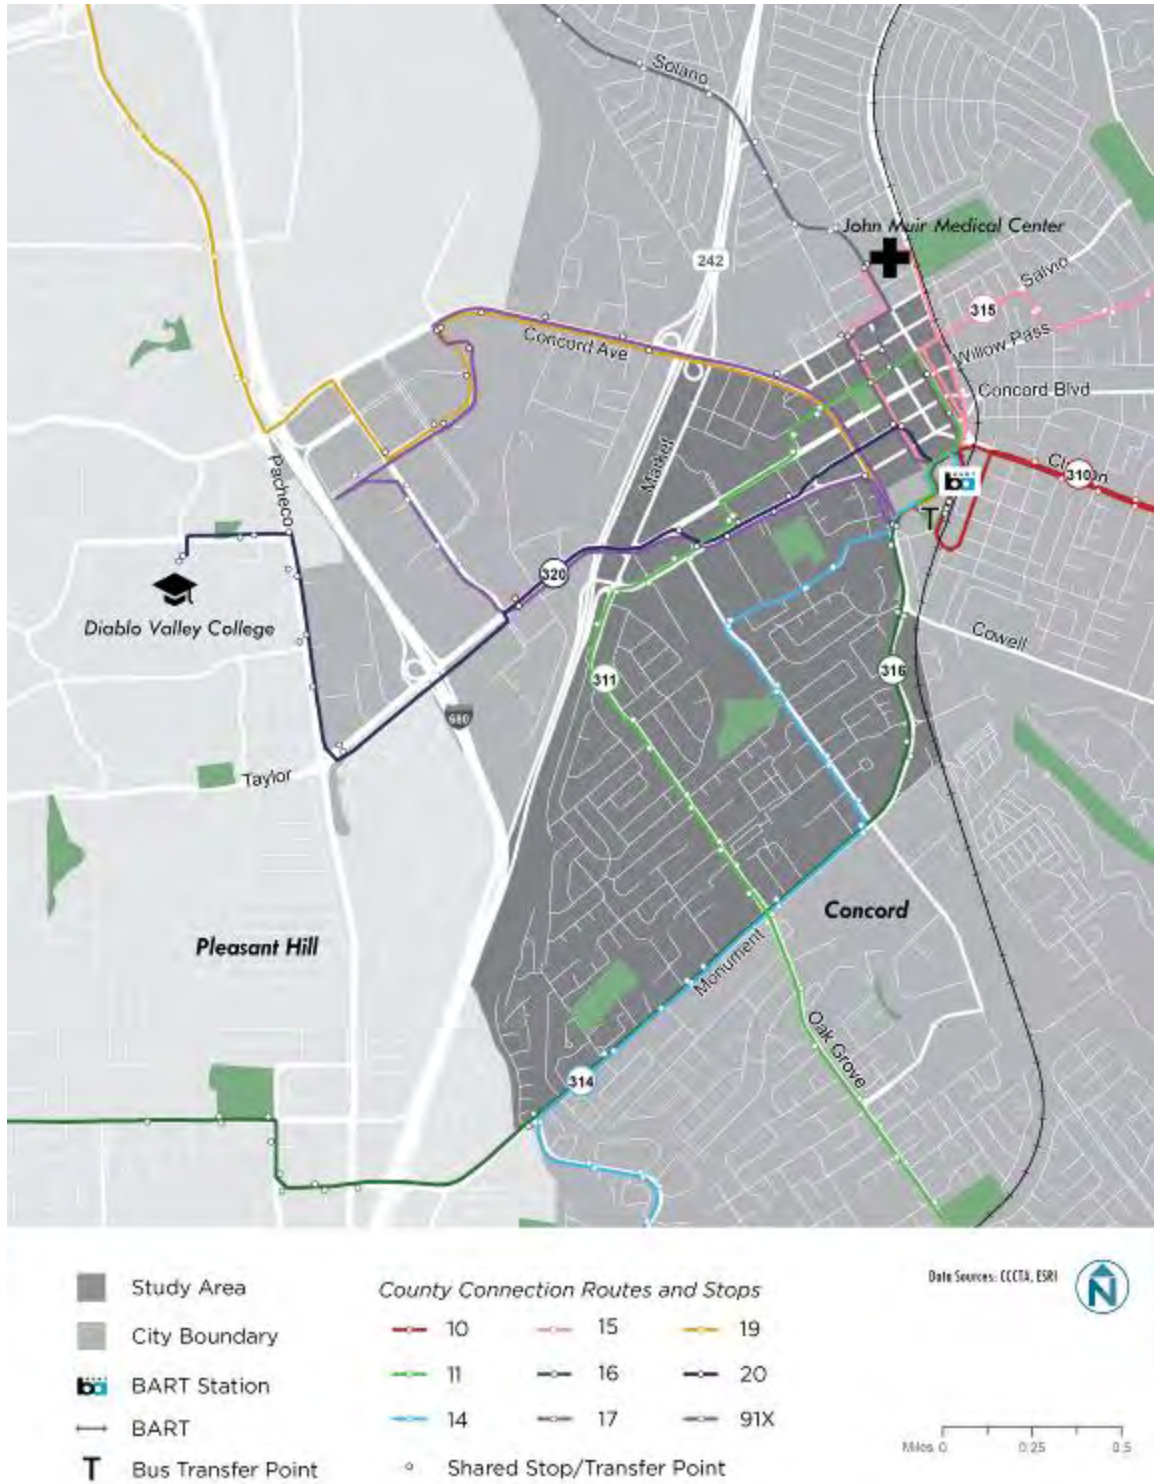 Solano
John Muir Medical Center
242
Salvio
315
Willow Pass
Concord Ave
Concord Blvd
Market
Pacheco
310
ba
T
320
Diablo Valley College
Cowell
311
316
680
Taylor
Concord
Pleasant Hill
Monument
Oak Grove
314
Study Area
City Boundary
BART Station
BART
Bus Transfer Point
County Connection Routes and Stops
10
15
19
11
16
20
14
17
91X
Shared Stop/Transfer Point
Data Sources: CCCTA, ESRI
N
Miles 0 0.25 0.5